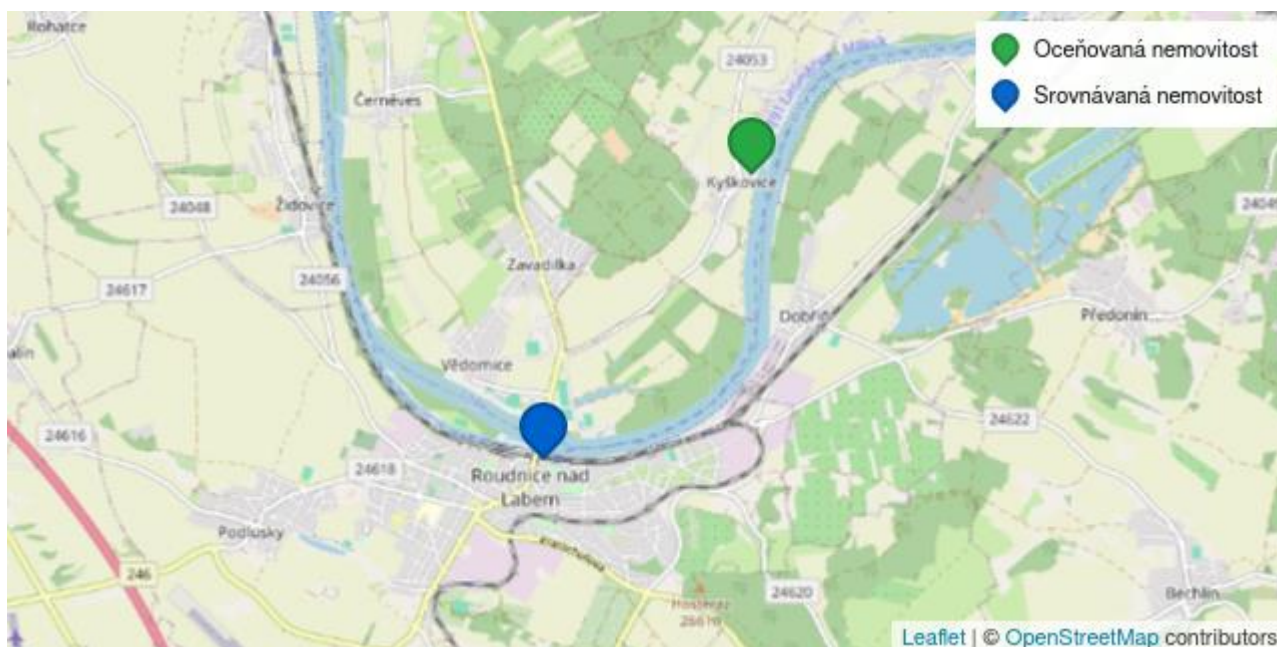 Rohatce
24053
Oceňovaná nemovitost
Srovnávaná nemovitost
Černěves
Kyškovice
24048
Židovice
24049
Zavadilka
24056
24617
Dobříň
Předonín
Vědomice
24616
24618
24622
Roudnice nad
Labem
Podlusky
246
24620
Bechlín
Leaflet | © OpenStreetMap contributors